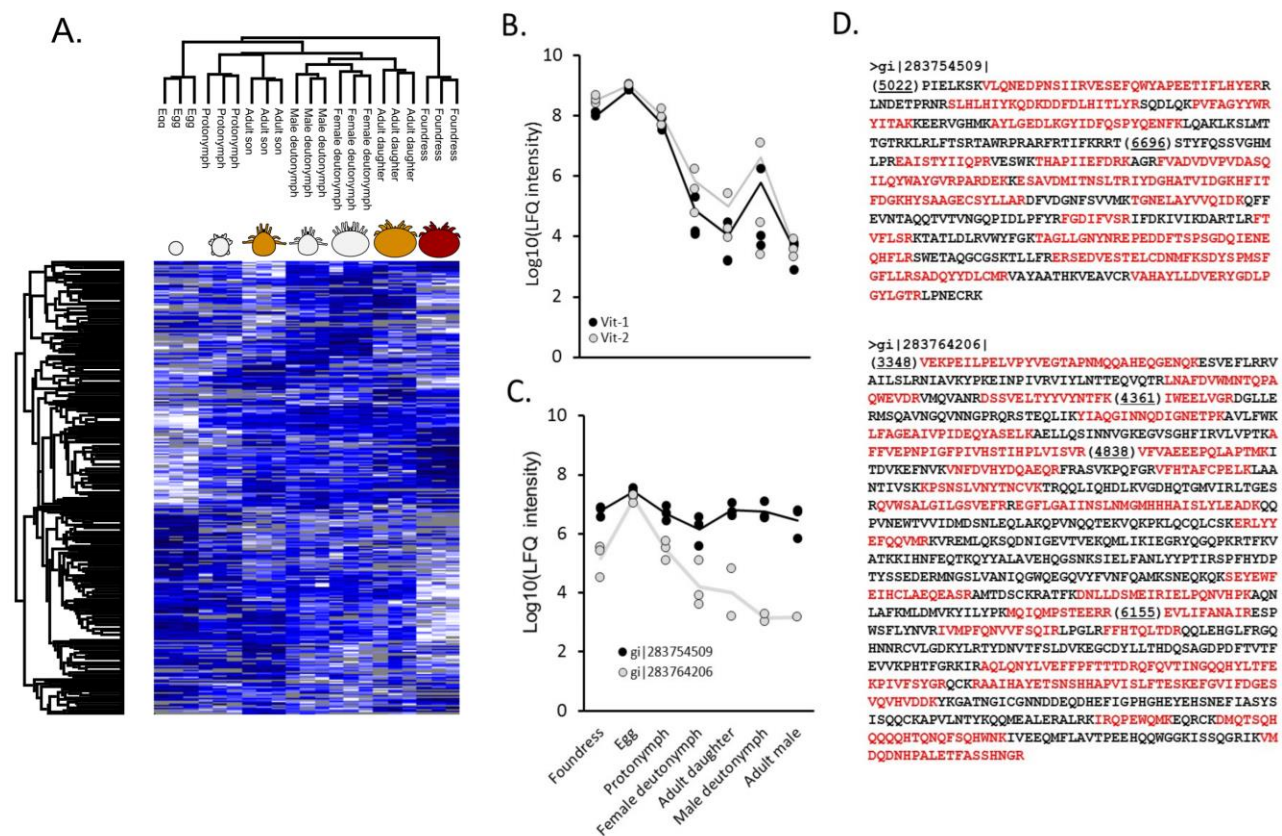 A.
Egg
Egg
Egg
Protonymph
Protonymph
Protonymph
Adult son
Adult son
Adult son
Male deutonymph
Male deutonymph
Male deutonymph
Female deutonymph
Female deutonymph
Female deutonymph
Adult daughter
Adult daughter
Adult daughter
Foundress
Foundress
Foundress
B.
Log10(LFQ intensity)
10
8
6
4
2
0
Vit-1
Vit-2
C.
Log10(LFQ intensity)
10
8
6
4
2
0
gi|283754509
gi|283764206
Foundress
Egg
Protonymph
Female deutonymph
Adult daughter
Male deutonymph
Adult male
D.
>gi|283754509|
(5022)PIELKSKVLQNEDPNSIIRVESEFQWYAPEETIFLHYERR
LNDETPRNRSLHLHIYKQDKDDFDLHITLYRSQDLQKPVFAGYYWR
YITAKKEERVGHMKAYLGEDLKGYIDFQSPYQENFKLQAKLKSLMT
TGTRKLRLFTSRTAWRPRARFRTIFKRRT(6696)STYFQSSVGHM
LPREAISTYIIQPRVESWKTHAPIIEFDRKAGRFVADVDVPVDASQ
ILQYWAYGVRPARDEKKESAVDMITNSLTRIYDGHATVIDGKHFIT
FDGKHYSAAGECSYLLARDFVDGNFSVVMKTGNELAYVVQIDKQFF
EVNTAQQTVTVNGQPIDLPFYRFGDIFVSRIFDKIVIKDARTLRFT
TVFLSRKTATLDLRVWYFGKTAGLLGNYNREPEDDFTSPSGDQIENE
QHFLRSWETAQGCGSKTLLFRERSEDVESTELCDNMFKSDYSPMSF
GFLLRSADQYYDLCMRVAYAATHKVEAVCRVAHAYLLDVERYGDLP
GYLGTRLPNECRK
>gi|283764206|
(3348)VEKPEILPELVPYVEGTAPNMQQAHEQGENQKESVEFLRRV
AILSLRNIAVKYPKEINPIVRVIYLNTTEQVQTRLNAFDVWMNTQPA
QWEVDRVMQVANRDSSVELTYYVYNTFK(4361)IWEELVGRDGLLE
RMSQAVNGQVNNGPRQRSTEQLIKYIAQGINNQDIGNETPKAVLFWK
LFAGEAIVPIDEQYASELKAELLQSINNVGKEGVSGHFIRVLVPTKA
FFVEPNPIGFPIVHSTIHPLVISVR(4838)VFVAEEEPQLAPTMKI
TDVKEFNVKVNFDVHYDQAEQRFRASVKPQFGRVFHTAFCPELKLAA
NTIVSKKPSNSLVNYTNCVKTRQQLIQHDLKVGDHQTGMVIRLTGES
RQVWSALGILGSVEFRREGFLGAIINSLNMGMHHHAISLYLEADKQQ
PVNEWTVVIDMDSNLEQLAKQPVNQQTEKVQKPKLQCQLCSKERLYY
EFQQVMRKVREMLKQSQDNIGEVTVEKQMLIKIEGRYQGQPKRTFKV
ATKKIHNFEQTKQYYALAVEHQGSNKSIELFANLYYPTIRSPFHYDP
TYSSEDERMNGSLVANIQGWQEGQVYFVNFQAMKSNEQKQKSEYEWF
EIHCLAEQEASRAMTDSCKRATFKDNLLDSMEIRIELPQNVHPKAQN
LAFKMLDMVKYILYPKMQIQMPSTEERR(6155)EVLIFANAIRESP
WSFLYNVRIVMPFQNVVFSQIRLPGLRFFHTQLTDRQQLEHGLFRGQ
HNNRCVLGDKYLRTYDNVTFSLDVKEGCDYLLTHDQSAGDPDFTVTF
EVVKPHTFGRKIRAQLQNYLVEFFPFTTTDRQFQVTINGQQHYLTFE
KPIVFSYGRQCKRAAIHAYETSNSHHAPVISLFTESKEFGVIFDGES
VQVHVDDKYKGATNGICGNNDDEQDHEFIGPHGHEYEHSNEFIASYS
ISQQCKAPVLNTYKQQMEALERALRKIRQPEWQMKEQRCKDMQTSQH
QQQQHTQNQFSQHWNKIVEEQMFLAVTPEEHQQWGGKISSQGRIKVM
DQDNHPALETFASSHNGR